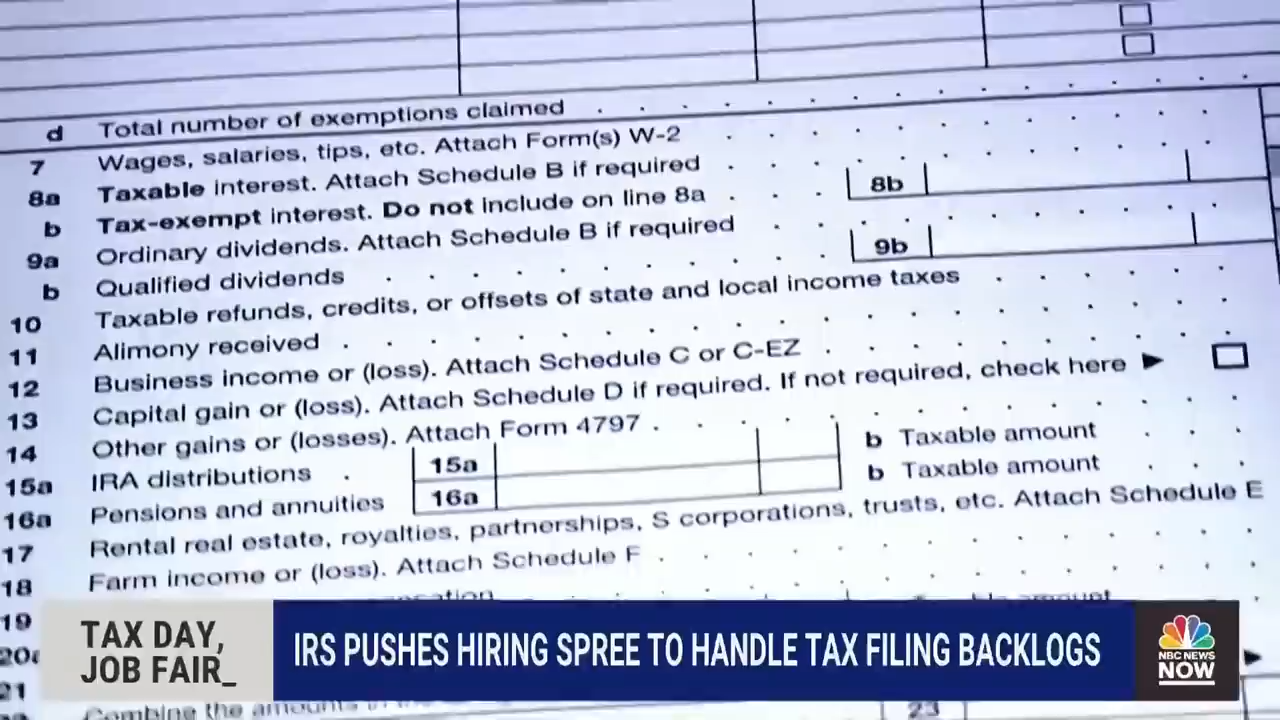 d Total number of exemptions claimed
7 Wages, salaries, tips, etc. Attach Form(s) W-2
8a Taxable interest. Attach Schedule B if required
b Tax-exempt interest. Do not include on line 8a 8b
9a Ordinary dividends. Attach Schedule B if required
b Qualified dividends 9b
10 Taxable refunds, credits, or offsets of state and local income taxes
11 Alimony received
12 Business income or (loss). Attach Schedule C or C-EZ
13 Capital gain or (loss). Attach Schedule D if required. If not required, check here ▶
14 Other gains or (losses). Attach Form 4797
15a IRA distributions 15a b Taxable amount
16a Pensions and annuities 16a b Taxable amount
17 Rental real estate, royalties, partnerships, S corporations, trusts, etc. Attach Schedule E
18 Farm income or (loss). Attach Schedule F
19
20a
21
Combine the amounts in the 23
TAX DAY,
JOB FAIR_
IRS PUSHES HIRING SPREE TO HANDLE TAX FILING BACKLOGS
NBC NEWS
NOW